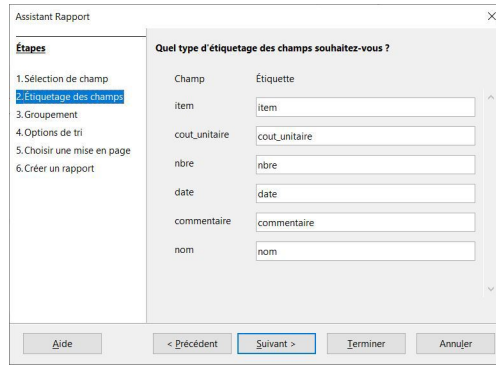 Assistant Rapport
Étapes
1.Sélection de champ
2.Étiquetage des champs
3.Groupement
4.Options de tri
5.Choisir une mise en page
6.Créer un rapport
Quel type d'étiquetage des champs souhaitez-vous ?
Champ Étiquette
item item
cout_unitaire cout_unitaire
nbre nbre
date date
commentaire commentaire
nom nom
Aide < Précédent Suivant > Terminer Annuler